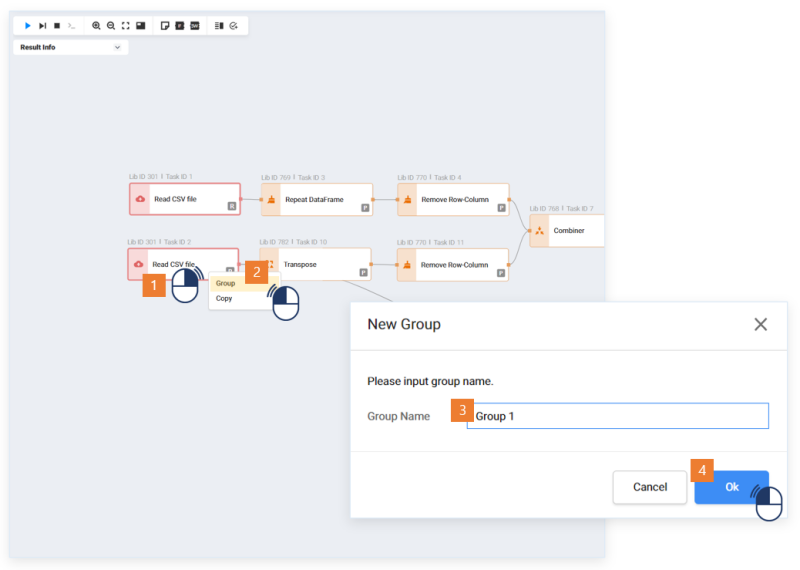 Result Info
Lib ID 301 | Task ID 1
Read CSV file
R
Lib ID 769 | Task ID 3
Repeat DataFrame
P
Lib ID 770 | Task ID 4
Remove Row-Column
P
Lib ID 768 | Task ID 7
Combiner
Lib ID 301 | Task ID 2
Read CSV file
Lib ID 782 | Task ID 10
Transpose
P
Lib ID 770 | Task ID 11
Remove Row-Column
P
1
2
Group
Copy
New Group
Please input group name.
Group Name
3
Group 1
4
Cancel
Ok